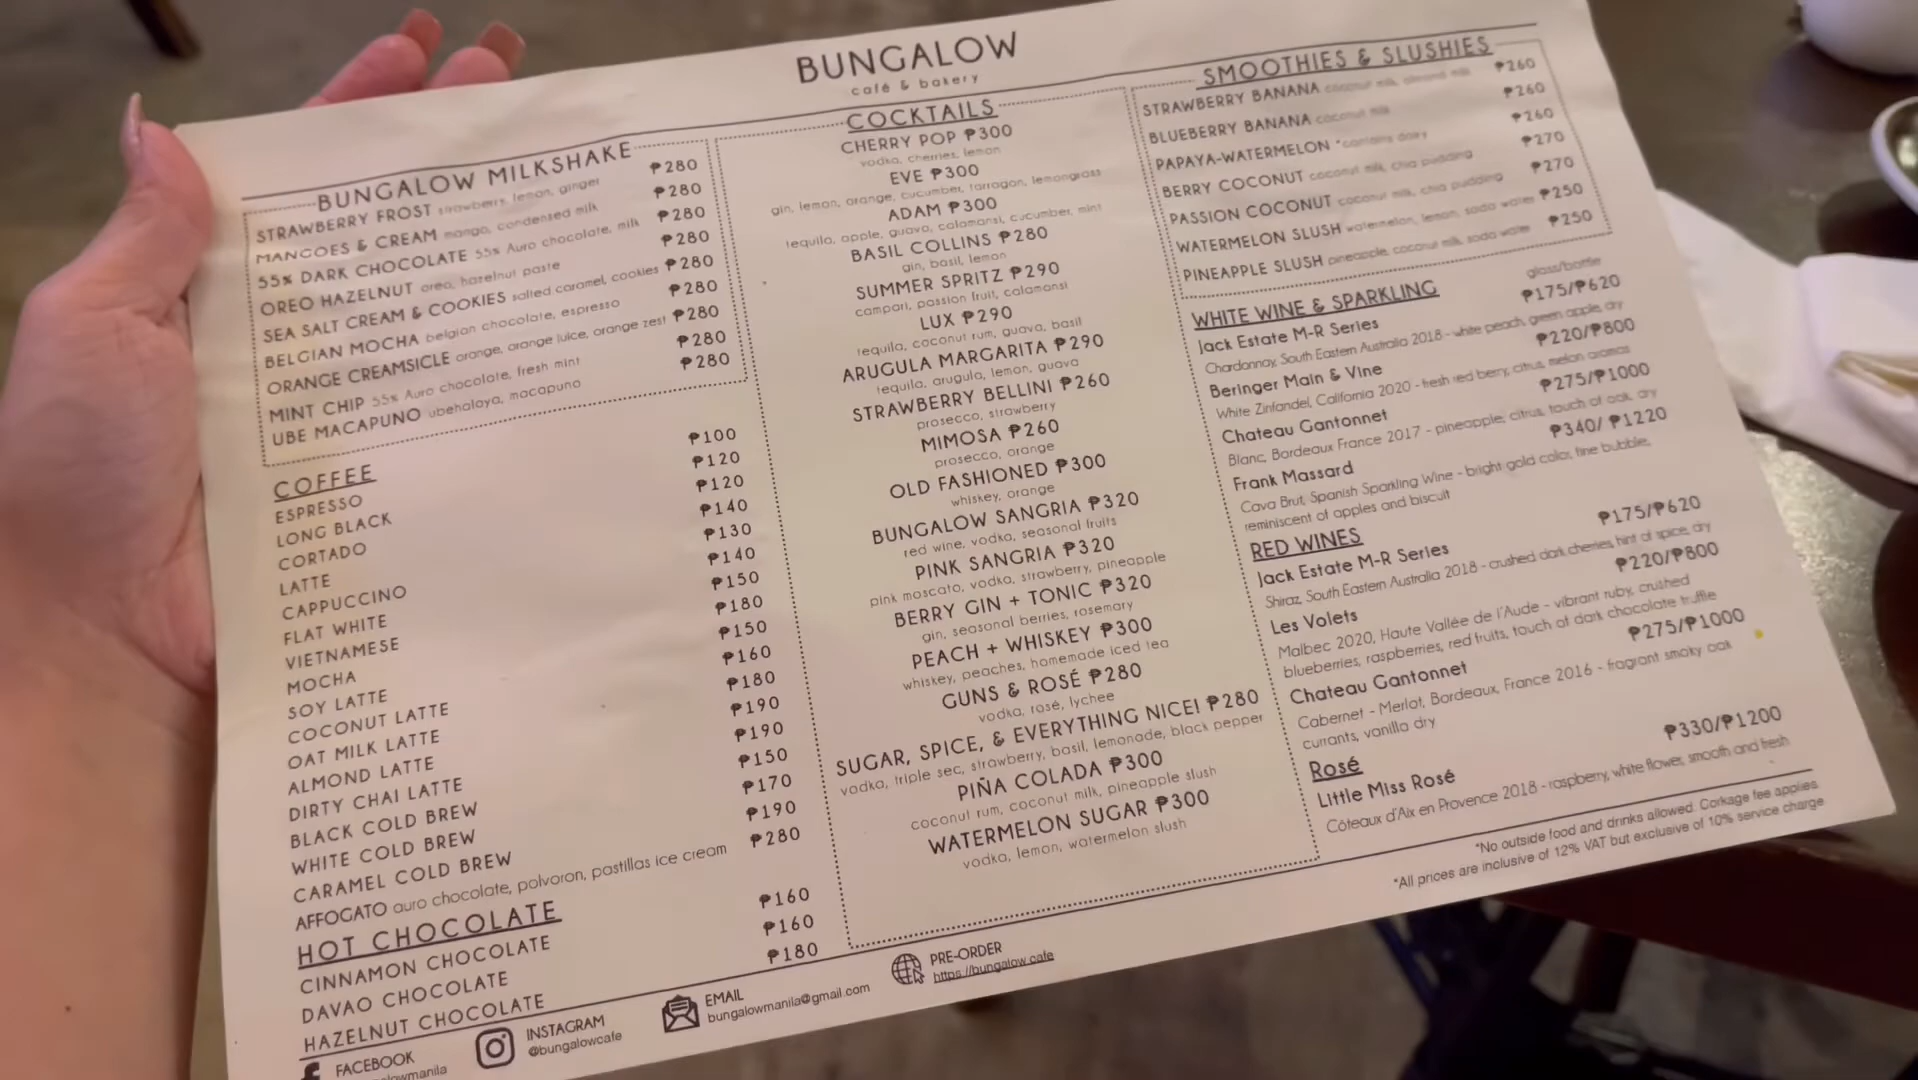 BUNGALOW
café & bakery
BUNGALOW MILKSHAKE
STRAWBERRY FROST strawberry, lemon, ginger ₱280
MANGOES & CREAM mango, condensed milk ₱280
55% DARK CHOCOLATE 55% Auro chocolate, milk ₱280
OREO HAZELNUT oreo, hazelnut paste ₱280
SEA SALT CREAM & COOKIES salted caramel, cookies ₱280
BELGIAN MOCHA belgian chocolate, espresso ₱280
ORANGE CREAMSICLE orange, orange juice, orange zest ₱280
MINT CHIP 55% Auro chocolate, fresh mint ₱280
UBE MACAPUNO ubehalaya, macapuno ₱280
COFFEE
ESPRESSO ₱100
LONG BLACK ₱120
CORTADO ₱120
LATTE ₱140
CAPPUCCINO ₱130
FLAT WHITE ₱140
VIETNAMESE ₱150
MOCHA ₱180
SOY LATTE ₱150
COCONUT LATTE ₱160
OAT MILK LATTE ₱180
ALMOND LATTE ₱190
DIRTY CHAI LATTE ₱190
BLACK COLD BREW ₱150
WHITE COLD BREW ₱170
CARAMEL COLD BREW ₱190
AFFOGATO auro chocolate, polvoron, pastillas ice cream ₱280
HOT CHOCOLATE
CINNAMON CHOCOLATE ₱160
DAVAO CHOCOLATE ₱160
HAZELNUT CHOCOLATE ₱180
COCKTAILS
CHERRY POP ₱300
vodka, cherries, lemon
EVE ₱300
gin, lemon, orange, cucumber, tarragon, lemongrass
ADAM ₱300
tequila, apple, guava, calamansi, cucumber, mint
BASIL COLLINS ₱280
gin, basil, lemon
SUMMER SPRITZ ₱290
campari, passion fruit, calamansi
LUX ₱290
tequila, coconut rum, guava, basil
ARUGULA MARGARITA ₱290
tequila, arugula, lemon, guava
STRAWBERRY BELLINI ₱260
prosecco, strawberry
MIMOSA ₱260
prosecco, orange
OLD FASHIONED ₱300
whiskey, orange
BUNGALOW SANGRIA ₱320
red wine, vodka, seasonal fruits
PINK SANGRIA ₱320
pink moscato, vodka, strawberry, pineapple
BERRY GIN + TONIC ₱320
gin, seasonal berries, rosemary
PEACH + WHISKEY ₱300
whiskey, peaches, homemade iced tea
GUNS & ROSÉ ₱280
vodka, rosé, lychee
SUGAR, SPICE, & EVERYTHING NICE! ₱280
vodka, triple sec, strawberry, basil, lemonade, black pepper
PIÑA COLADA ₱300
coconut rum, coconut milk, pineapple slush
WATERMELON SUGAR ₱300
vodka, lemon, watermelon slush
SMOOTHIES & SLUSHIES
STRAWBERRY BANANA coconut milk, almond milk ₱260
BLUEBERRY BANANA coconut milk ₱260
PAPAYA-WATERMELON *contains dairy ₱260
BERRY COCONUT coconut milk, chia pudding ₱270
PASSION COCONUT coconut milk, chia pudding ₱270
WATERMELON SLUSH watermelon, lemon, soda water ₱250
PINEAPPLE SLUSH pineapple, coconut milk, soda water ₱250
glass/bottle
WHITE WINE & SPARKLING
Jack Estate M-R Series ₱175/₱620
Chardonnay, South Eastern Australia 2018 - white peach, green apple, dry
Beringer Main & Vine ₱220/₱800
White Zinfandel, California 2020 - fresh red berry, citrus, melon aromas
Chateau Gantonnet ₱275/₱1000
Blanc, Bordeaux France 2017 - pineapple, citrus, touch of oak, dry
Frank Massard ₱340/ ₱1220
Cava Brut, Spanish Sparkling Wine - bright gold color, fine bubble,
reminiscent of apples and biscuit
RED WINES
Jack Estate M-R Series ₱175/₱620
Shiraz, South Eastern Australia 2018 - crushed dark cherries, hint of spice, dry
Les Volets ₱220/₱800
Malbec 2020, Haute Vallée de l'Aude - vibrant ruby, crushed
blueberries, raspberries, red fruits, touch of dark chocolate truffle
Chateau Gantonnet ₱275/₱1000
Cabernet - Merlot, Bordeaux, France 2016 - fragrant smoky oak
currants, vanilla dry
Rosé
Little Miss Rosé ₱330/₱1200
Côteaux d'Aix en Provence 2018 - raspberry, white flower, smooth and fresh
*No outside food and drinks allowed. Corkage fee applies
*All prices are inclusive of 12% VAT but exclusive of 10% service charge
FACEBOOK
INSTAGRAM
@bungalowcafe
EMAIL
bungalowmanila@gmail.com
PRE-ORDER
https://bungalow.cafe